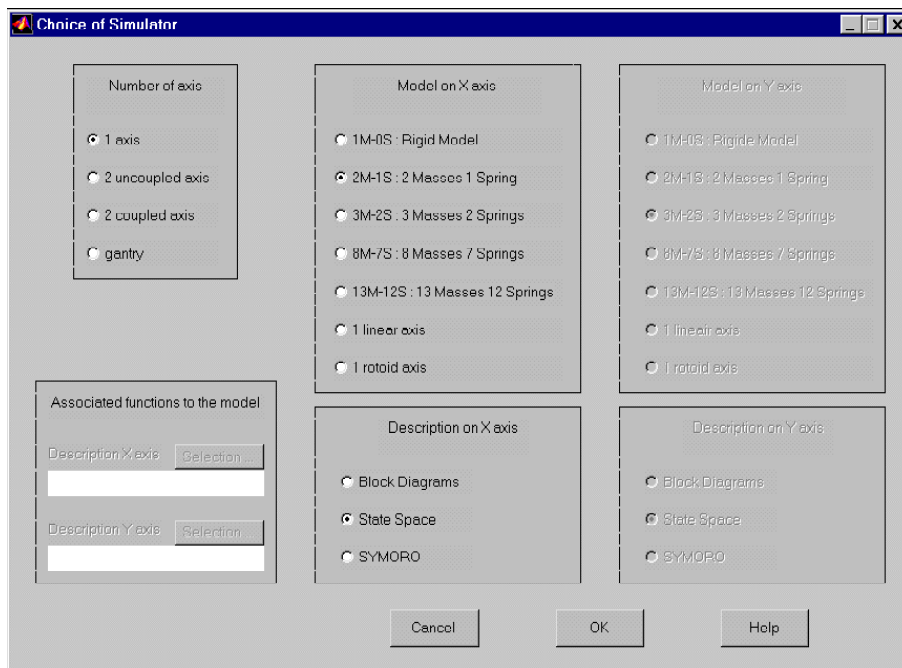 Choice of Simulator
Number of axis
1 axis
2 uncoupled axis
2 coupled axis
gantry
Model on X axis
1M-0S : Rigid Model
2M-1S : 2 Masses 1 Spring
3M-2S : 3 Masses 2 Springs
8M-7S : 8 Masses 7 Springs
13M-12S : 13 Masses 12 Springs
1 linear axis
1 rotoid axis
Model on Y axis
1M-0S : Rigide Model
2M-1S : 2 Masses 1 Spring
3M-2S : 3 Masses 2 Springs
8M-7S : 8 Masses 7 Springs
13M-12S : 13 Masses 12 Springs
1 lineair axis
1 rotoid axis
Associated functions to the model
Description X axis
Selection ...
Description Y axis
Selection ...
Description on X axis
Block Diagrams
State Space
SYMORO
Description on Y axis
Block Diagrams
State Space
SYMORO
Cancel
OK
Help